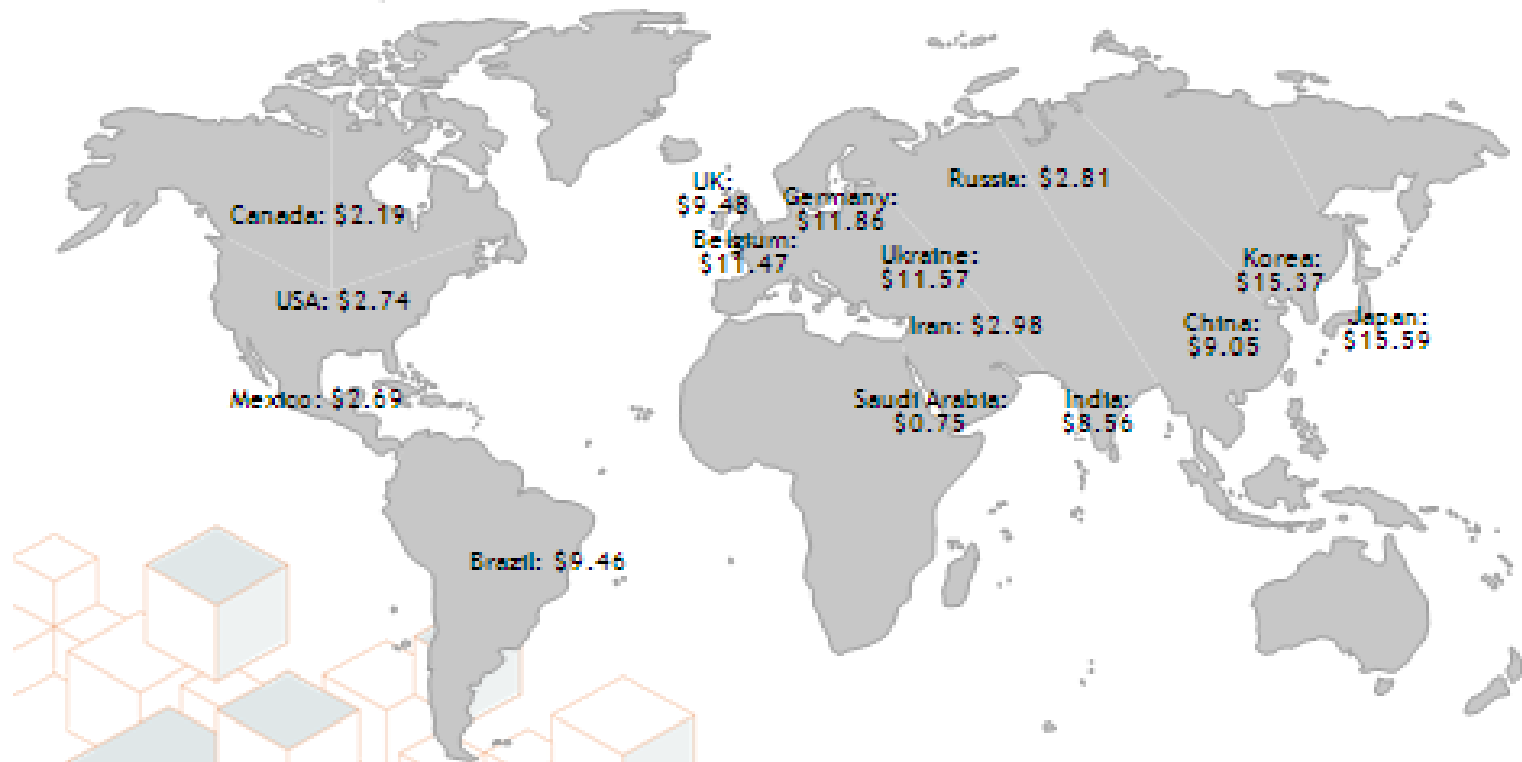 Russia: $2.81
UK:
$9.48
Germany:
$11.86
Canada: $2.19
Belgium:
$11.47
Ukraine:
$11.57
Korea:
$15.37
USA: $2.74
Iran: $2.98
China:
$9.05
Japan:
$15.59
Mexico: $2.69
Saudi Arabia:
$0.75
India:
$8.56
Brazil: $9.46